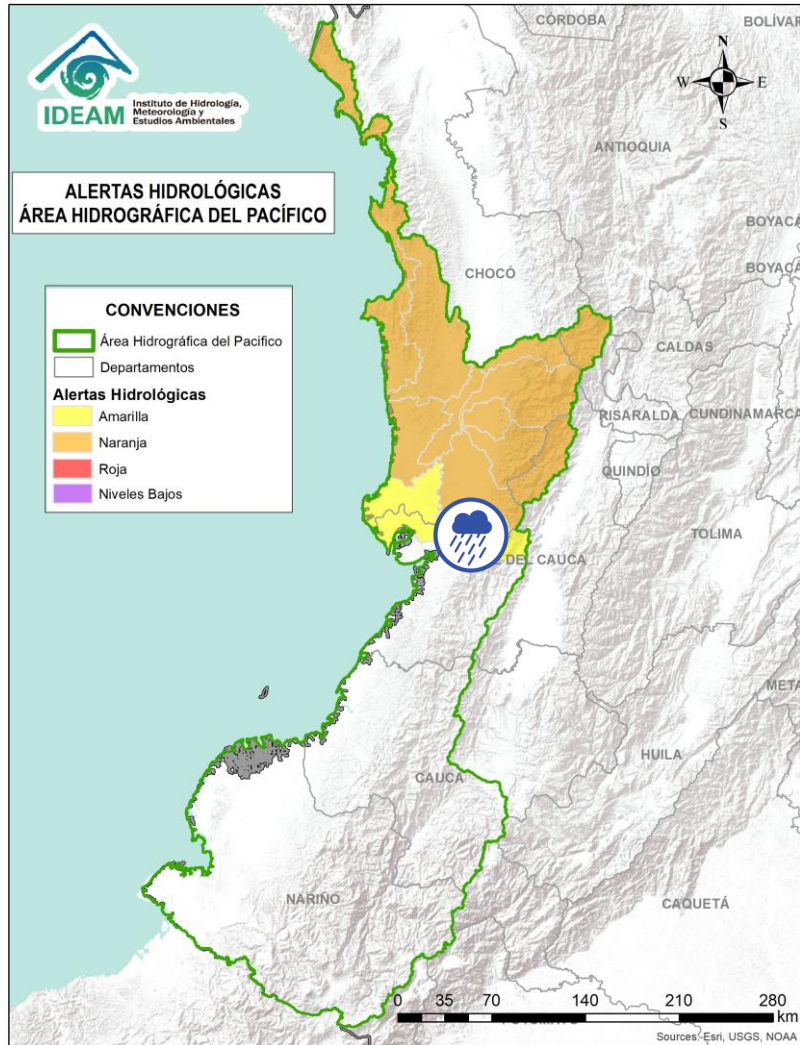 IDEAM
Instituto de Hidrología,
Meteorología y
Estudios Ambientales
CÓRDOBA
BOLÍVAR
N
W
E
S
ANTIOQUIA
ALERTAS HIDROLÓGICAS
ÁREA HIDROGRÁFICA DEL PACÍFICO
BOYACÁ
BOYACÁ
CHOCÓ
CONVENCIONES
Área Hidrográfica del Pacifico
Departamentos
Alertas Hidrológicas
Amarilla
Naranja
Roja
Niveles Bajos
CALDAS
RISARALDA
CUNDINAMARCA
QUINDÍO
TOLIMA
DEL CAUCA
META
HUILA
CAUCA
NARIÑO
CAQUETÁ
0 35 70 140 210 280
km
Sources: Esri, USGS, NOAA